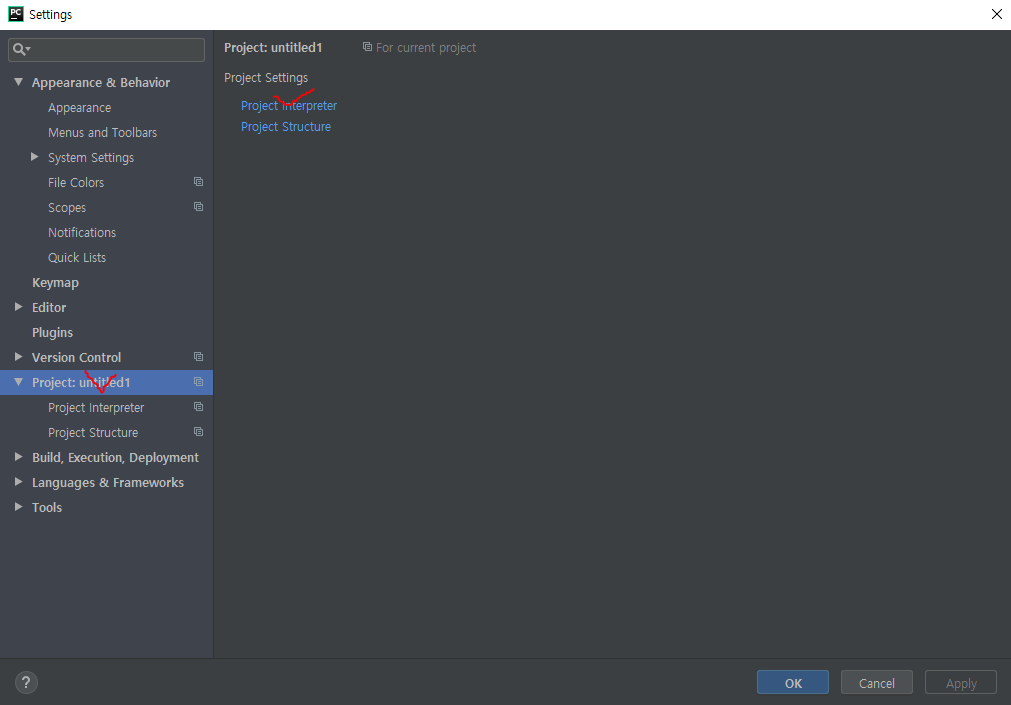 PC Settings
Project: untitled1 For current project
Appearance & Behavior
Project Settings
Appearance
Project Interpreter
Menus and Toolbars
Project Structure
System Settings
File Colors
Scopes
Notifications
Quick Lists
Keymap
Editor
Plugins
Version Control
Project: untitled1
Project Interpreter
Project Structure
Build, Execution, Deployment
Languages & Frameworks
Tools
? OK Cancel Apply